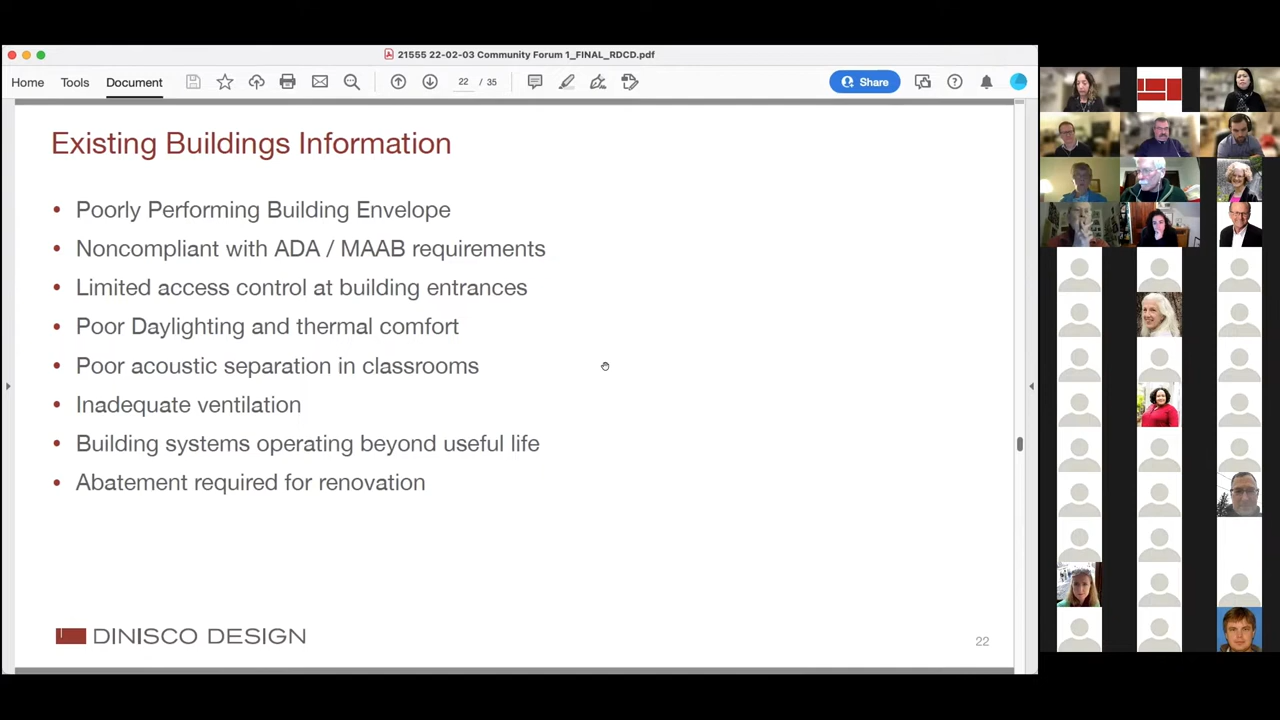 21555 22-02-03 Community Forum 1_FINAL_RDCD.pdf
Home Tools Document 22 / 35 Share
Existing Buildings Information
• Poorly Performing Building Envelope
• Noncompliant with ADA / MAAB requirements
• Limited access control at building entrances
• Poor Daylighting and thermal comfort
• Poor acoustic separation in classrooms
• Inadequate ventilation
• Building systems operating beyond useful life
• Abatement required for renovation
DINISCO DESIGN
22